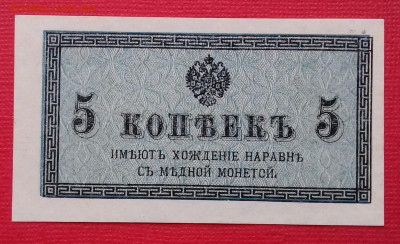 5 КОПѢЕКЪ 5
ИМѢЮТЪ ХОЖДЕНІЕ НАРАВНѢ
СЪ МѢДНОЙ МОНЕТОЙ.